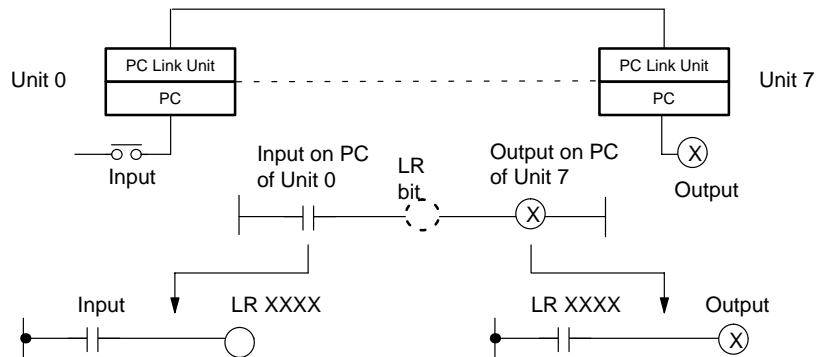 Unit 0
PC Link Unit
PC
PC Link Unit
PC
Unit 7
Input
X
Output
Input on PC
of Unit 0
LR
bit
Output on PC
of Unit 7
X
Input
LR XXXX
LR XXXX
Output
X